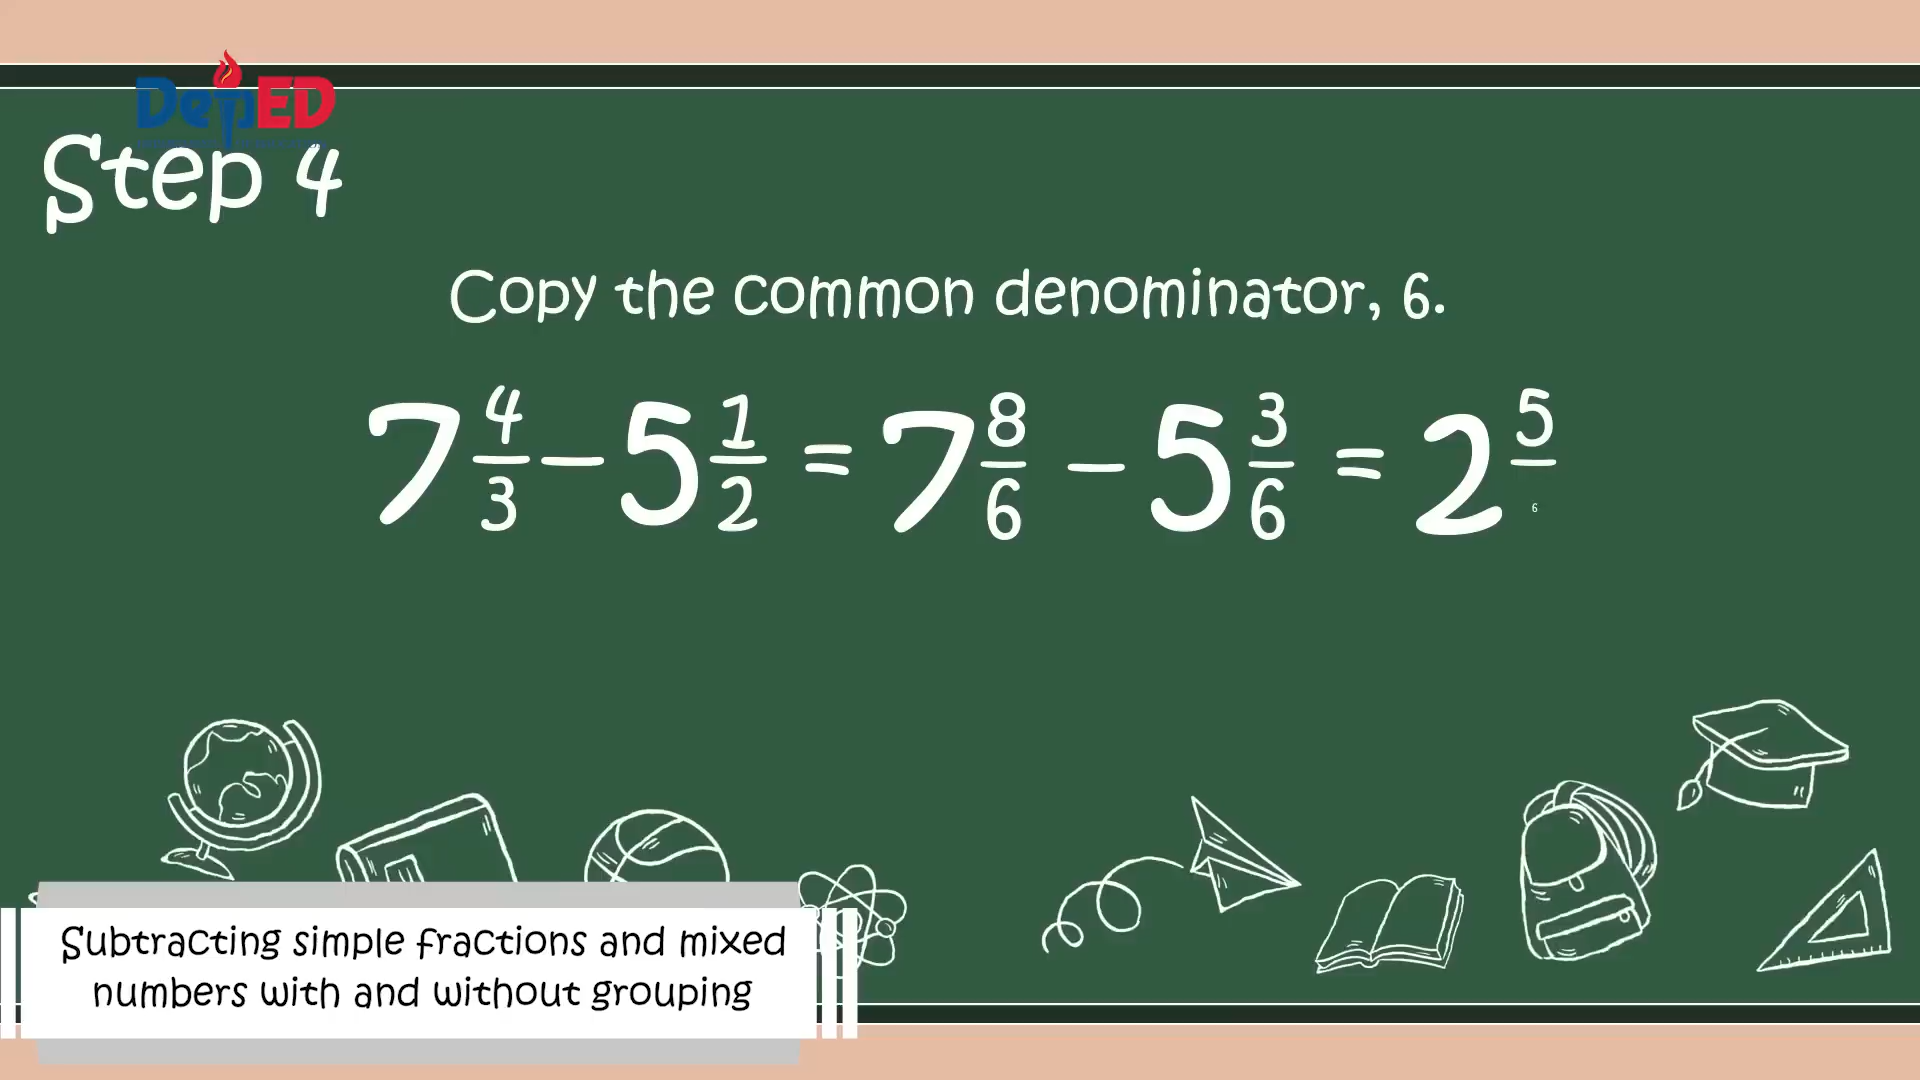 DepED
Step 4
Copy the common denominator, 6.
7 4/3 – 5 1/2 = 7 8/6 – 5 3/6 = 2 5/6
Subtracting simple fractions and mixed
numbers with and without grouping